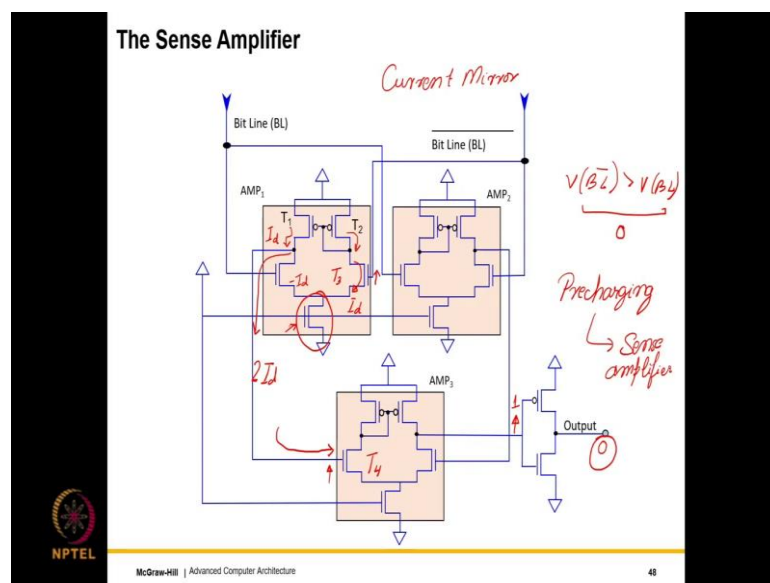 The Sense Amplifier
Current Mirror
Bit Line (BL)
Bit Line (BL)
V(B̅L̅) > V(BL)
0
AMP₁
AMP₂
T₁
T₂
Id
-Id
T₃
Id
Precharging
↳ Sense
amplifier
2Id
AMP₃
1
Output
0
T₄
NPTEL
McGraw-Hill | Advanced Computer Architecture
48